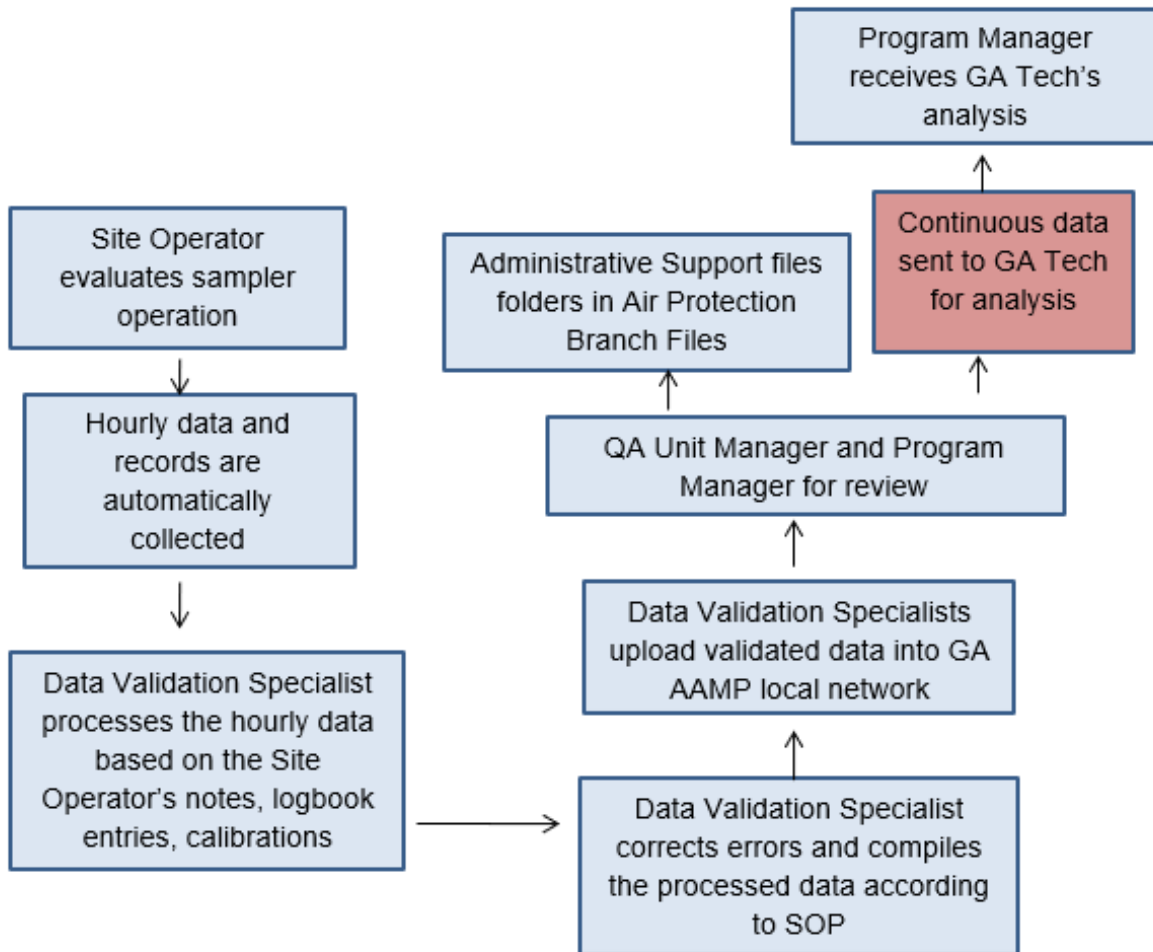 Site Operator
evaluates sampler
operation
Hourly data and
records are
automatically
collected
Data Validation Specialist
processes the hourly data
based on the Site
Operator's notes, logbook
entries, calibrations
Data Validation Specialist
corrects errors and compiles
the processed data according
to SOP
Data Validation Specialists
upload validated data into GA
AAMP local network
QA Unit Manager and Program
Manager for review
Administrative Support files
folders in Air Protection
Branch Files
Continuous data
sent to GA Tech
for analysis
Program Manager
receives GA Tech’s
analysis